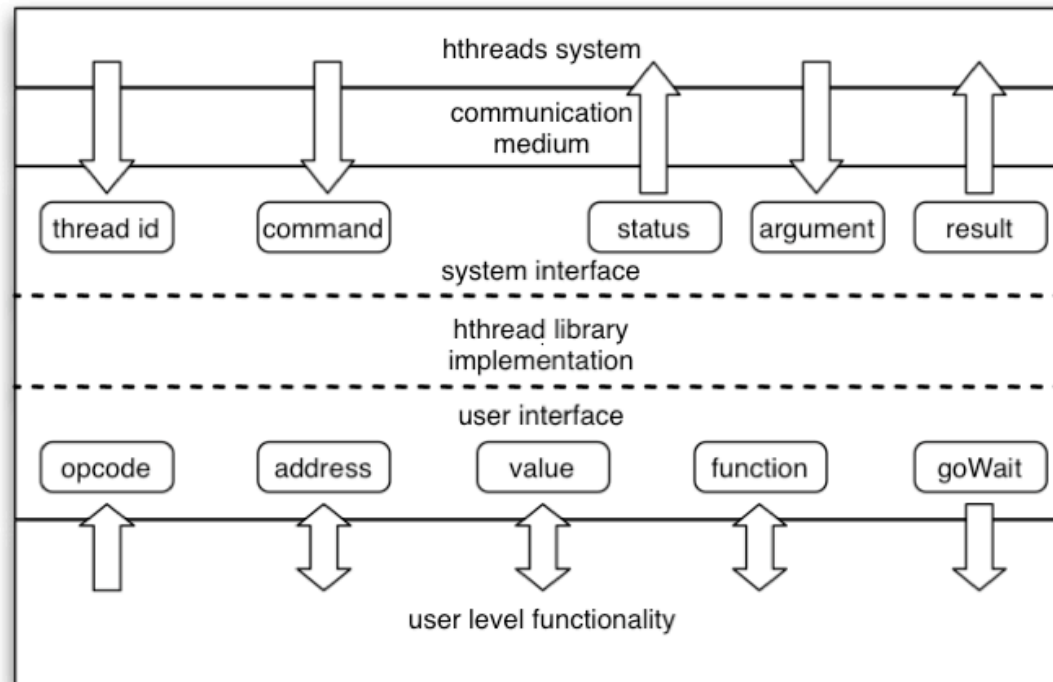 hthreads system
communication
medium
thread id
command
status
argument
result
system interface
hthread library
implementation
user interface
opcode
address
value
function
goWait
user level functionality